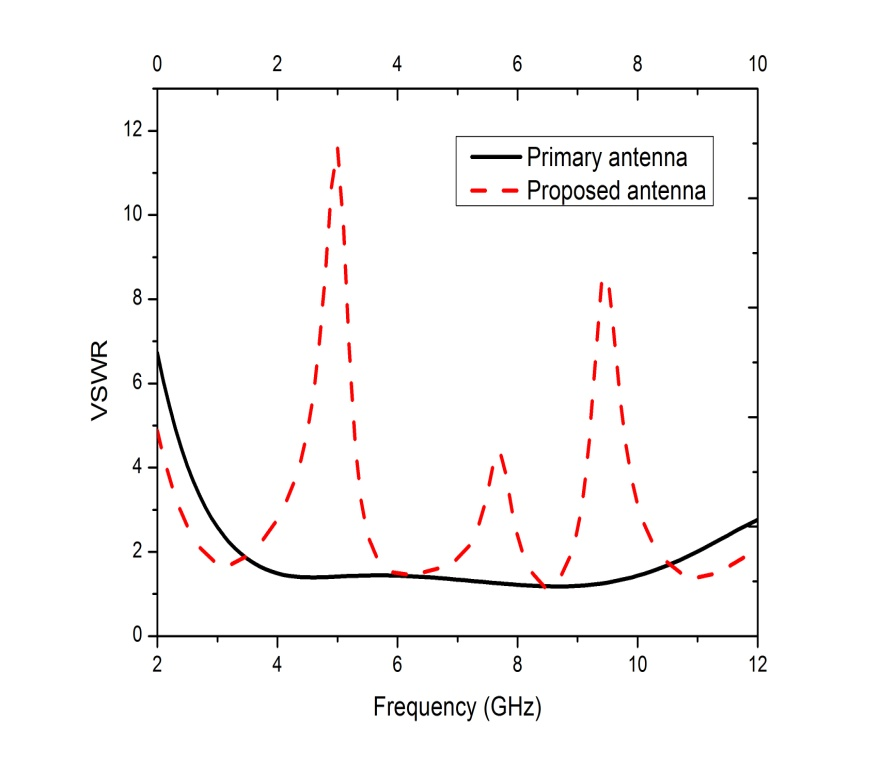 0 2 4 6 8 10
12
10
8
6
4
2
0
VSWR
Primary antenna
Proposed antenna
2 4 6 8 10 12
Frequency (GHz)